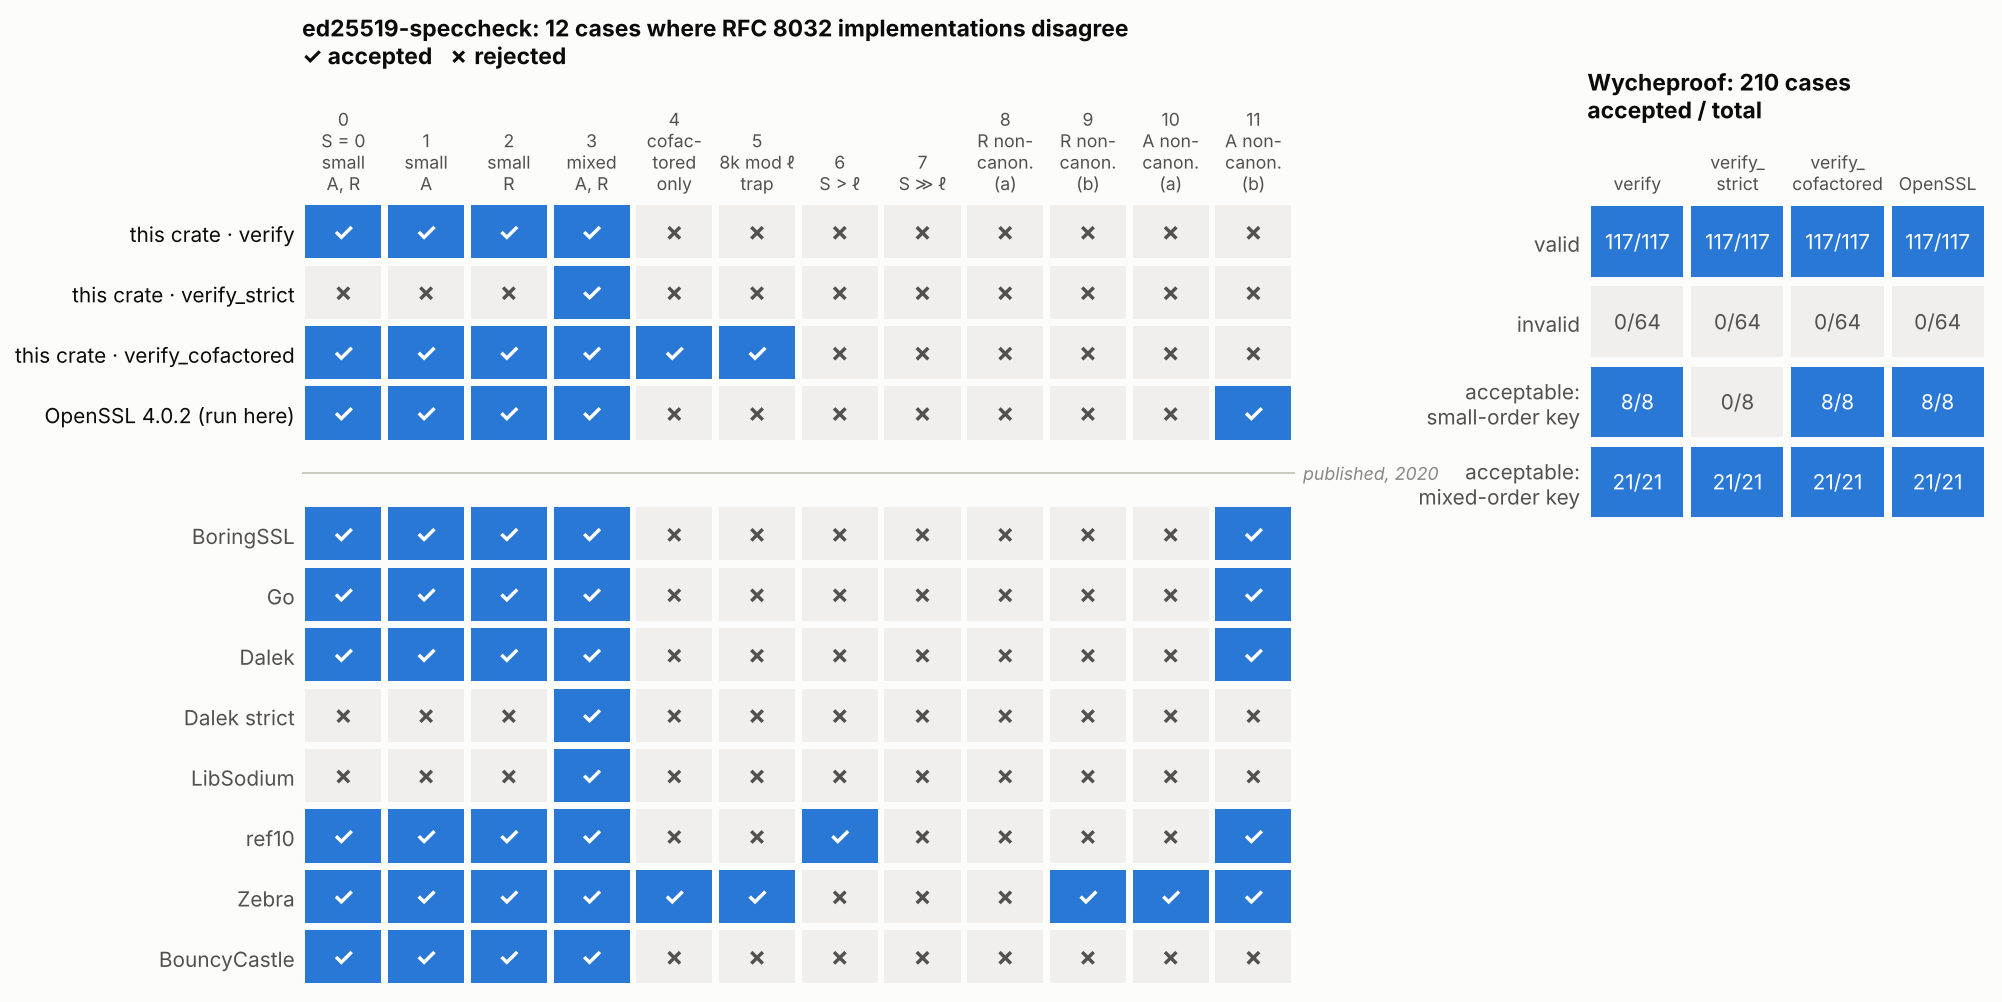 ed25519-speccheck: 12 cases where RFC 8032 implementations disagree
✓ accepted × rejected
0
S = 0
small
A, R
1
small
A
2
small
R
3
mixed
A, R
4
cofac-
tored
only
5
8k mod ℓ
trap
6
S > ℓ
7
S ≫ ℓ
8
R non-
canon.
(a)
9
R non-
canon.
(b)
10
A non-
canon.
(a)
11
A non-
canon.
(b)
this crate · verify ✓ ✓ ✓ ✓ × × × × × × × ×
this crate · verify_strict × × × ✓ × × × × × × × ×
this crate · verify_cofactored ✓ ✓ ✓ ✓ ✓ ✓ × × × × × ×
OpenSSL 4.0.2 (run here) ✓ ✓ ✓ ✓ × × × × × × × ✓
published, 2020
BoringSSL ✓ ✓ ✓ ✓ × × × × × × × ✓
Go ✓ ✓ ✓ ✓ × × × × × × × ✓
Dalek ✓ ✓ ✓ ✓ × × × × × × × ✓
Dalek strict × × × ✓ × × × × × × × ×
LibSodium × × × ✓ × × × × × × × ×
ref10 ✓ ✓ ✓ ✓ × × ✓ × × × × ✓
Zebra ✓ ✓ ✓ ✓ ✓ ✓ × × × ✓ ✓ ✓
BouncyCastle ✓ ✓ ✓ ✓ × × × × × × × ×
Wycheproof: 210 cases
accepted / total
verify
verify_
strict
verify_
cofactored
OpenSSL
valid 117/117 117/117 117/117 117/117
invalid 0/64 0/64 0/64 0/64
acceptable:
small-order key
8/8 0/8 8/8 8/8
acceptable:
mixed-order key
21/21 21/21 21/21 21/21